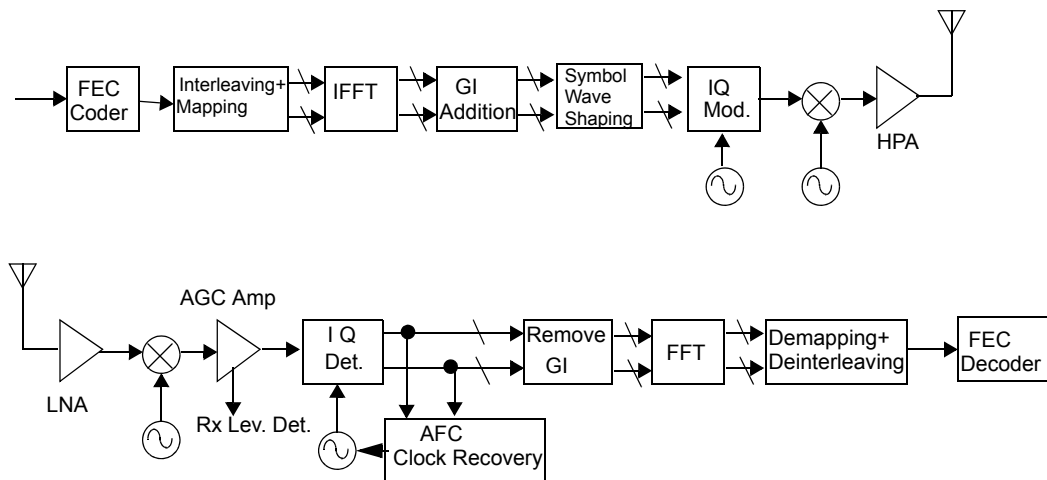 FEC
Coder
Interleaving+
Mapping
IFFT
GI
Addition
Symbol
Wave
Shaping
IQ
Mod.
HPA
AGC Amp
LNA
Rx Lev. Det.
I Q
Det.
AFC
Clock Recovery
Remove
GI
FFT
Demapping+
Deinterleaving
FEC
Decoder